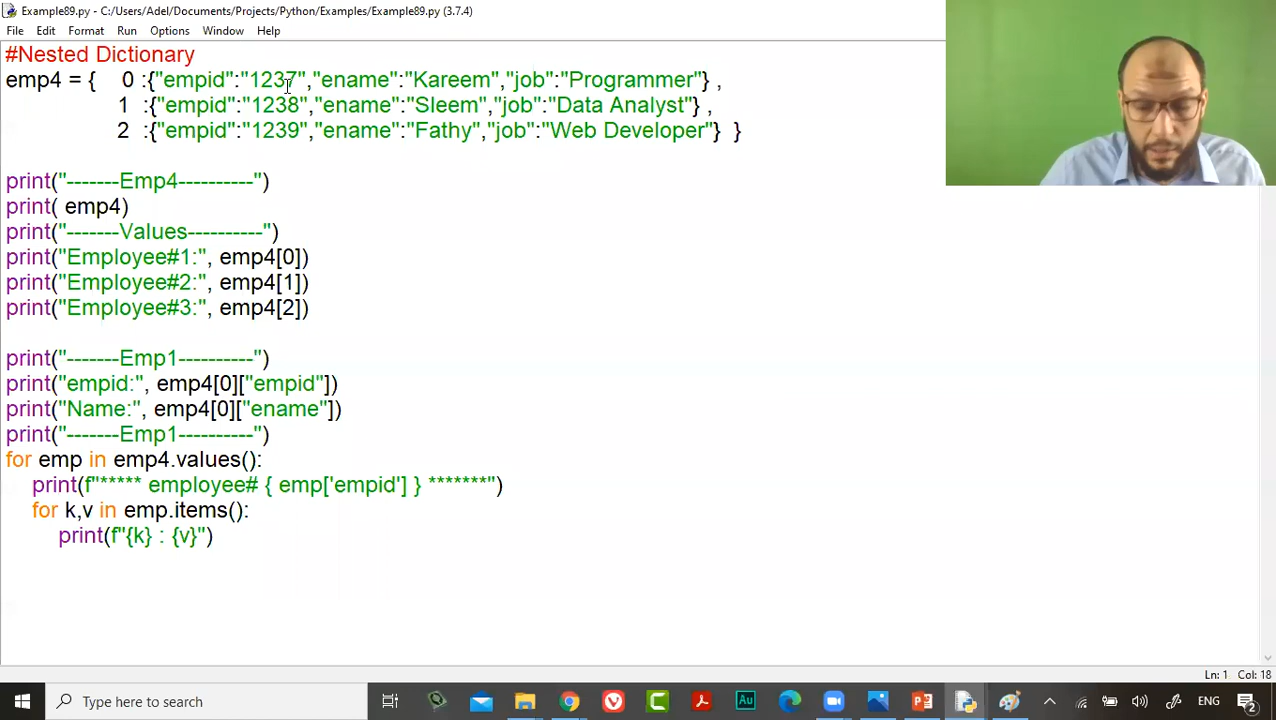 Example89.py - C:/Users/Adel/Documents/Projects/Python/Examples/Example89.py (3.7.4)
File Edit Format Run Options Window Help
#Nested Dictionary
emp4 = { 0 :{"empid":"1237","ename":"Kareem","job":"Programmer"} ,
1 :{"empid":"1238","ename":"Sleem","job":"Data Analyst"} ,
2 :{"empid":"1239","ename":"Fathy","job":"Web Developer"} }
print("-------Emp4----------")
print( emp4)
print("-------Values----------")
print("Employee#1:", emp4[0])
print("Employee#2:", emp4[1])
print("Employee#3:", emp4[2])
print("-------Emp1----------")
print("empid:", emp4[0]["empid"])
print("Name:", emp4[0]["ename"])
print("-------Emp1----------")
for emp in emp4.values():
print(f"***** employee# { emp['empid'] } *******")
for k,v in emp.items():
print(f"{k} : {v}")
Ln: 1 Col: 18
Type here to search
Au
ENG
2